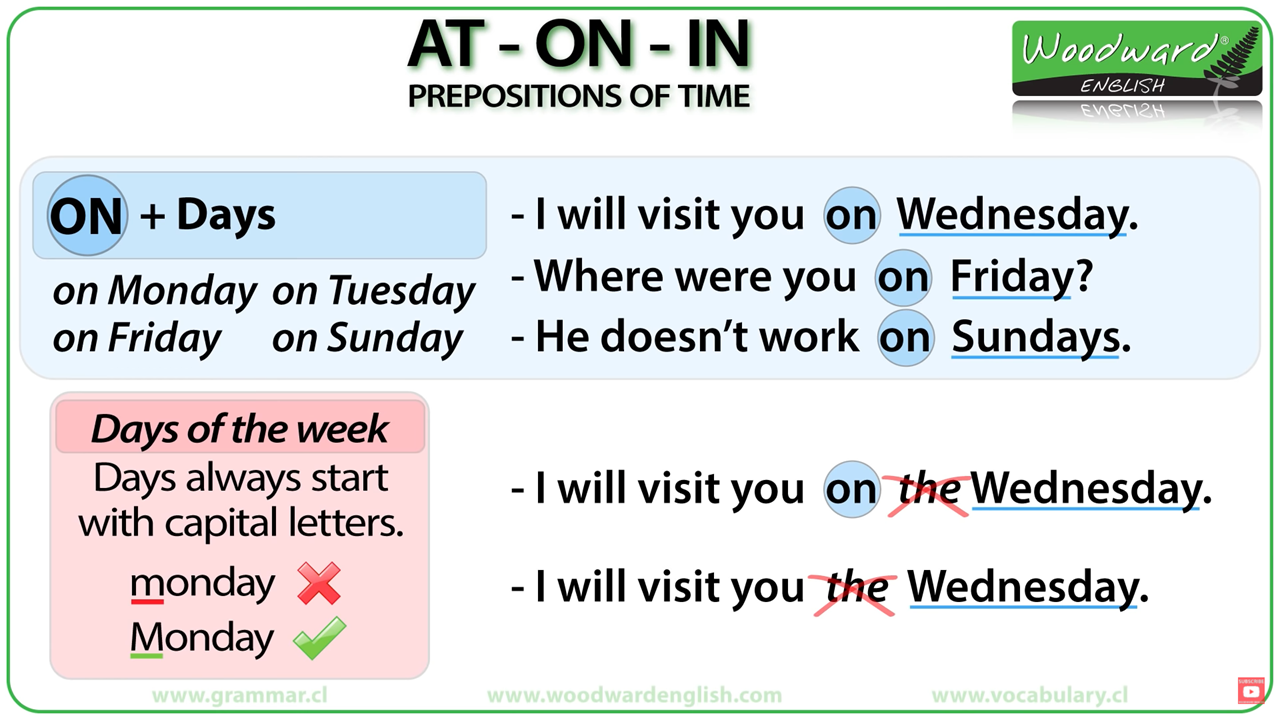 AT - ON - IN
PREPOSITIONS OF TIME
Woodward®
ENGLISH
ON + Days
on Monday on Tuesday
on Friday on Sunday
- I will visit you on Wednesday.
- Where were you on Friday?
- He doesn't work on Sundays.
Days of the week
Days always start
with capital letters.
monday
Monday
- I will visit you on the Wednesday.
- I will visit you the Wednesday.
www.grammar.cl www.woodwardenglish.com www.vocabulary.cl
SUBSCRIBE